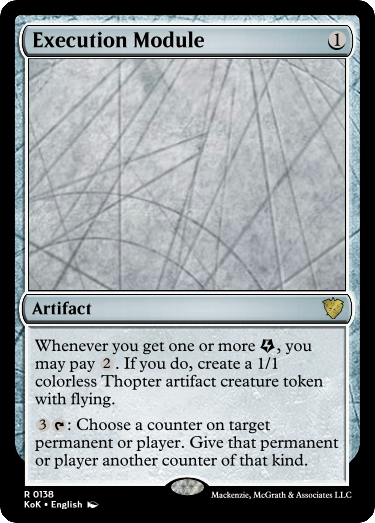 Execution Module 1
Artifact
Whenever you get one or more , you
may pay 2 . If you do, create a 1/1
colorless Thopter artifact creature token
with flying.
3 : Choose a counter on target
permanent or player. Give that permanent
or player another counter of that kind.
R 0138
KoK • English
Mackenzie, McGrath & Associates LLC